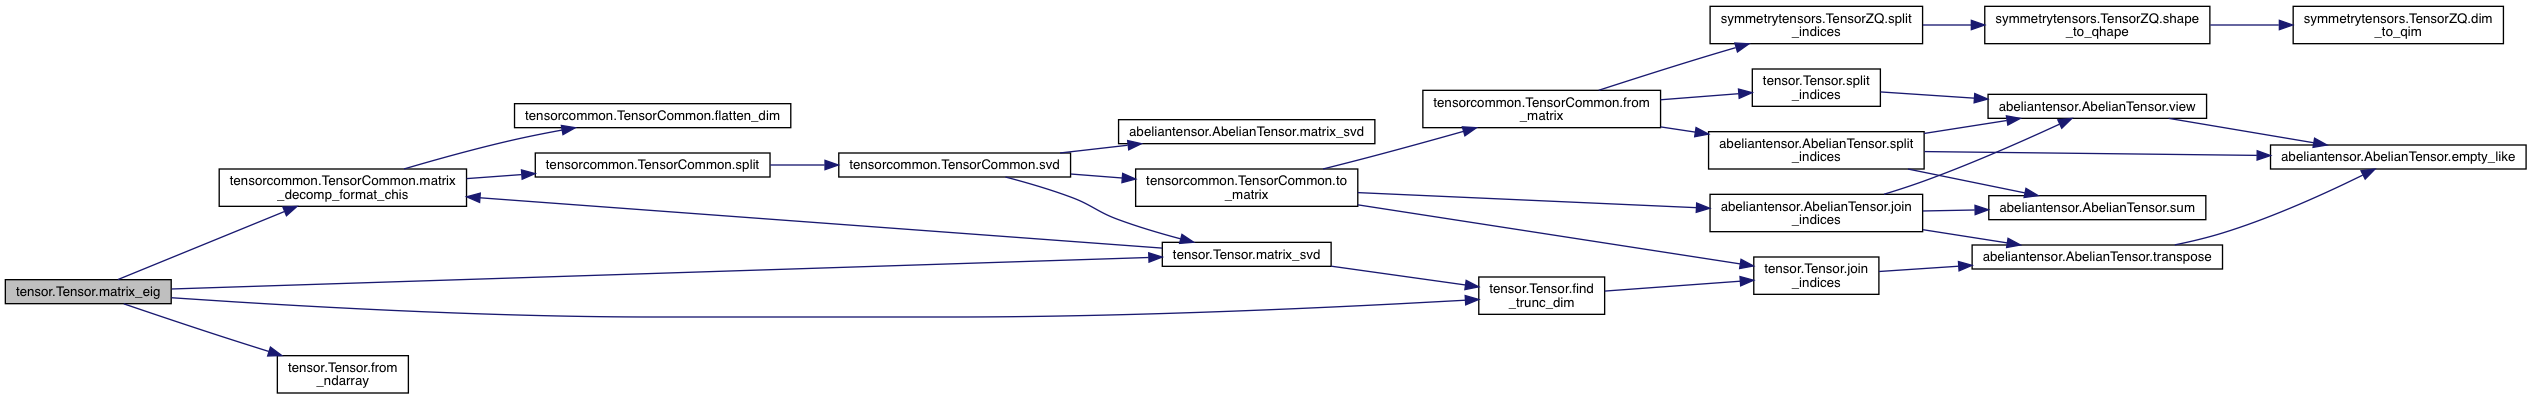 tensor.Tensor.matrix_eig
tensorcommon.TensorCommon.matrix
_decomp_format_chis
tensor.Tensor.from
_ndarray
tensorcommon.TensorCommon.flatten_dim
tensorcommon.TensorCommon.split
tensorcommon.TensorCommon.svd
abeliantensor.AbelianTensor.matrix_svd
tensorcommon.TensorCommon.to
_matrix
tensor.Tensor.matrix_svd
tensorcommon.TensorCommon.from
_matrix
tensor.Tensor.find
_trunc_dim
symmetrytensors.TensorZQ.split
_indices
tensor.Tensor.split
_indices
abeliantensor.AbelianTensor.split
_indices
abeliantensor.AbelianTensor.join
_indices
tensor.Tensor.join
_indices
symmetrytensors.TensorZQ.shape
_to_qhape
abeliantensor.AbelianTensor.view
abeliantensor.AbelianTensor.sum
abeliantensor.AbelianTensor.transpose
symmetrytensors.TensorZQ.dim
_to_qim
abeliantensor.AbelianTensor.empty_like